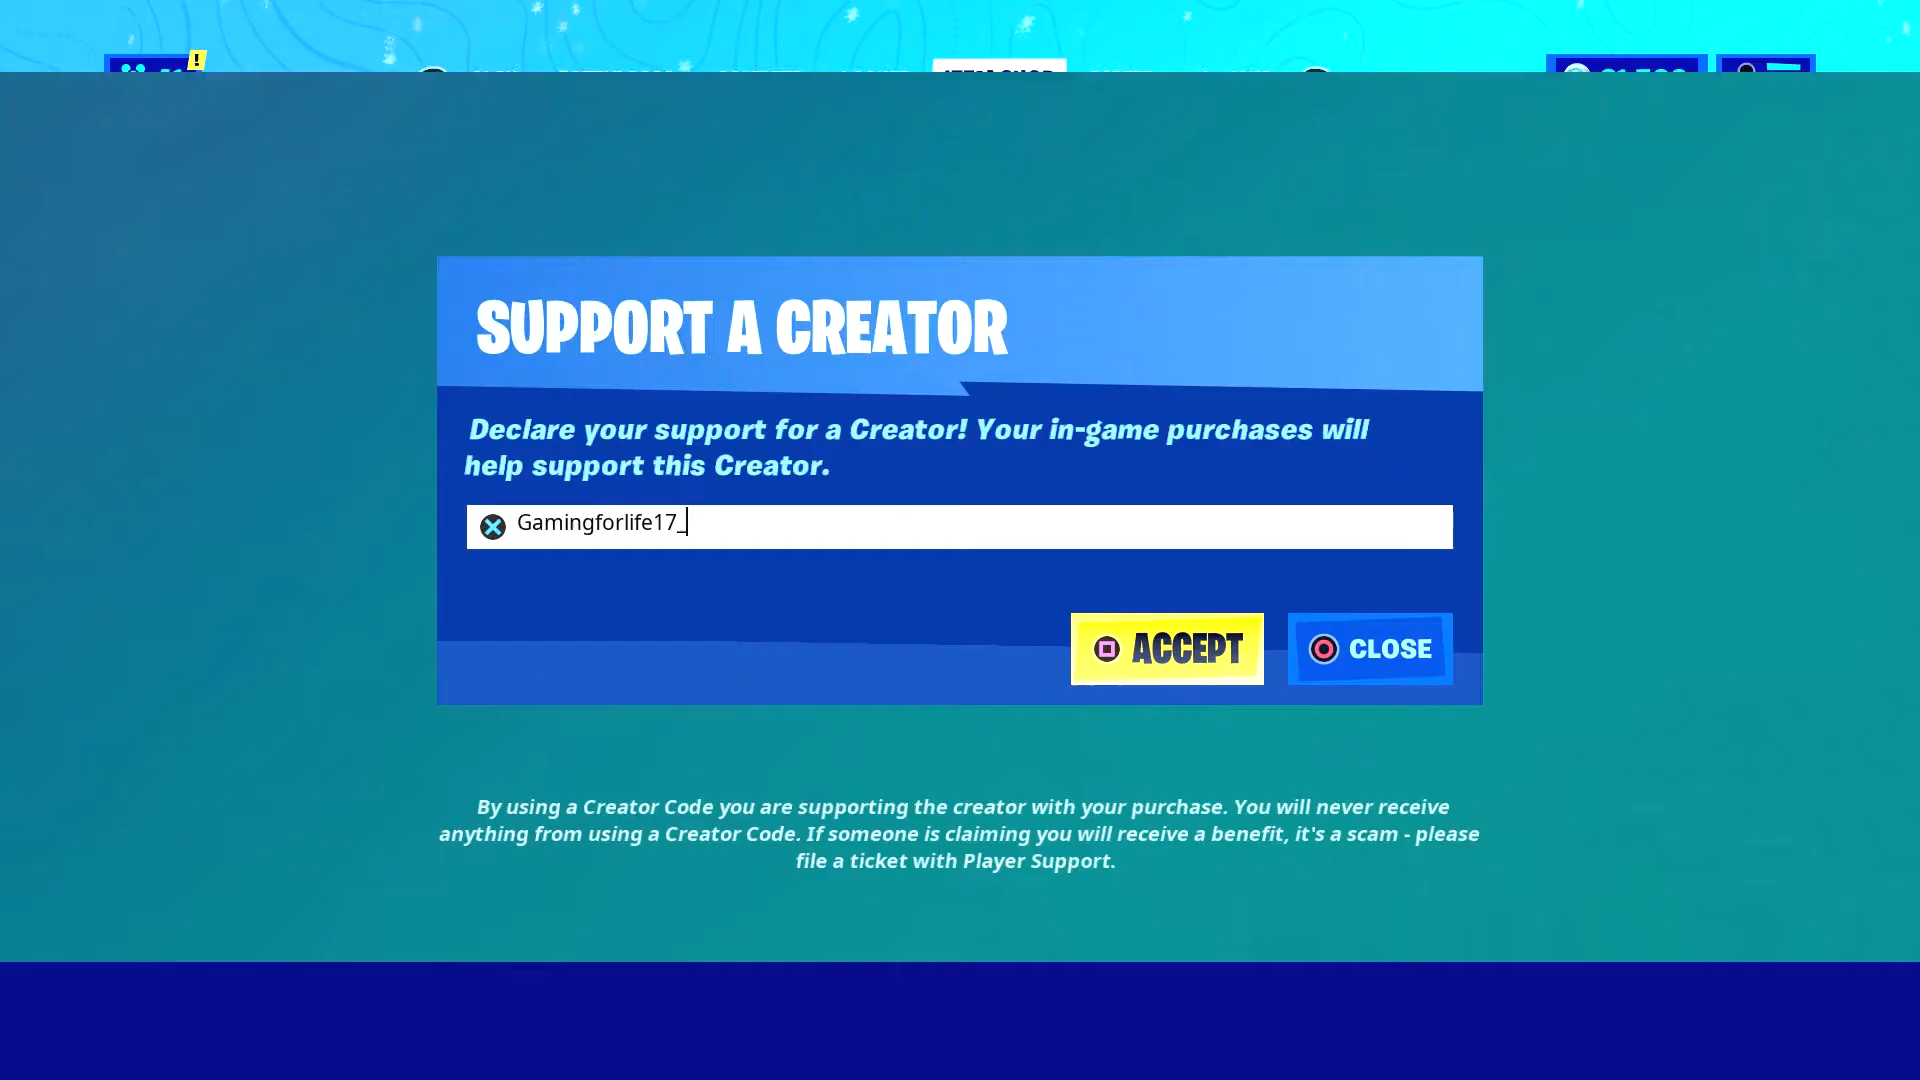 !
SUPPORT A CREATOR
Declare your support for a Creator! Your in-game purchases will
help support this Creator.
Gamingforlife17_
ACCEPT
CLOSE
By using a Creator Code you are supporting the creator with your purchase. You will never receive
anything from using a Creator Code. If someone is claiming you will receive a benefit, it's a scam - please
file a ticket with Player Support.